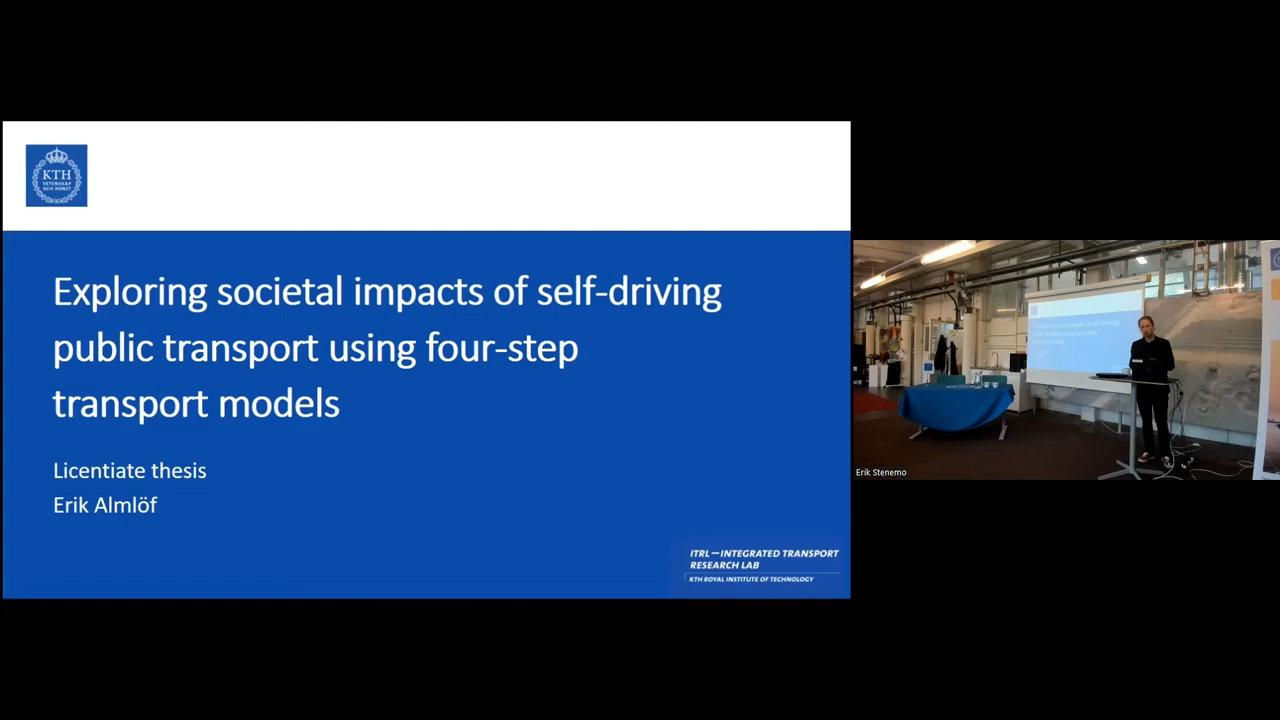 KTH
VETENSKAP
OCH KONST
Exploring societal impacts of self-driving
public transport using four-step
transport models
Licentiate thesis
Erik Almlöf
ITRL – INTEGRATED TRANSPORT
RESEARCH LAB
KTH ROYAL INSTITUTE OF TECHNOLOGY
Erik Stenemo